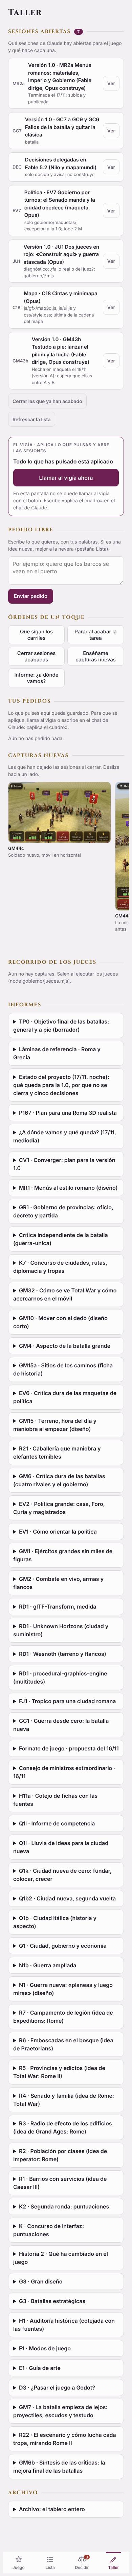 TALLER
SESIONES ABIERTAS 7
Qué sesiones de Claude hay abiertas para el juego y qué hace cada una.
MR2a
Versión 1.0 · MR2a Menús romanos: materiales, Imperio y Gobierno (Fable dirige, Opus construye)
Terminada el 17/11: subida y publicada
Ver
GC7
Versión 1.0 · GC7 a GC9 y GC6 Fallos de la batalla y quitar la clásica
batalla
Ver
DEC
Decisiones delegadas en Fable 5.2 (Nilo y mapamundi)
solo decide y avisa; no construye
Ver
Política · EV7 Gobierno por turnos: el Senado manda y la ciudad obedece (maqueta, Opus)
solo gobierno/maquetas/; excepción a la 1.0; tope 2 M
Ver
JU1
Versión 1.0 · JU1 Dos jueces en rojo: «Construir aquí» y guerra atascada (Opus)
Ver
C18
Mapa · C18 Cintas y minimapa (Opus)
Ver
GM43h
Versión 1.0 · GM43h Testudo a pie: lanzar el pilum y la lucha (Fable dirige, Opus construye)
Hecha en maqueta el 18/11 (versión A); espera que elijas entre A y B
Ver
Cerrar las que ya han acabado
Refrescar la lista
EL VIGÍA · APLICA LO QUE PULSAS Y ABRE LAS SESIONES
Todo lo que has pulsado está aplicado
Llamar al vigía ahora
En esta pantalla no se puede llamar al vigía con el botón. Escribe «aplica el cuadro» en el chat de Claude.
PEDIDO LIBRE
Escribe lo que quieres, con tus palabras. Si es una idea nueva, mejor a la nevera (pestaña Lista).
Por ejemplo: quiero que los barcos se vean en el puerto
Enviar pedido
ÓRDENES DE UN TOQUE
Que sigan los carriles
Parar al acabar la tarea
Cerrar sesiones acabadas
Enséñame capturas nuevas
Informe: ¿a dónde vamos?
TUS PEDIDOS
Lo que pulsas aquí queda guardado. Para que se aplique, llama al vigía o escribe en el chat de Claude: «aplica el cuadro».
Aún no has pedido nada.
CAPTURAS NUEVAS
Las que han dejado las sesiones al cerrar. Desliza hacia un lado.
GM44c
Soldado nuevo, móvil en horizontal
GM44c
RECORRIDO DE LOS JUECES
Aún no hay capturas. Salen al ejecutar los jueces (node gobierno/jueces.mjs).
INFORMES
► TP0 · Objetivo final de las batallas: general y a pie (borrador)
► Láminas de referencia · Roma y Grecia
► Estado del proyecto (17/11, noche): qué queda para la 1.0, por qué no se cierra y cinco decisiones
► P167 · Plan para una Roma 3D realista
► ¿A dónde vamos y qué queda? (17/11, mediodía)
► CV1 · Converger: plan para la versión 1.0
► MR1 · Menús al estilo romano (diseño)
► GR1 · Gobierno de provincias: oficio, decreto y partida
► Crítica independiente de la batalla (guerra-unica)
► K7 · Concurso de ciudades, rutas, diplomacia y tropas
► GM32 · Cómo se ve Total War y cómo acercarnos en el móvil
► GM10 · Mover con el dedo (diseño corto)
► GM4 · Aspecto de la batalla grande
► GM15a · Sitios de los caminos (ficha de historia)
► EV6 · Crítica dura de las maquetas de política
► GM15 · Terreno, hora del día y maniobra al empezar (diseño)
► R21 · Caballería que maniobra y elefantes temibles
► GM6 · Crítica dura de las batallas (cuatro rivales y el gobierno)
► EV2 · Política grande: casa, Foro, Curia y magistrados
► EV1 · Cómo orientar la política
► GM1 · Ejércitos grandes sin miles de figuras
► GM2 · Combate en vivo, armas y flancos
► RD1 · glTF-Transform, medida
► RD1 · Unknown Horizons (ciudad y suministro)
► RD1 · Wesnoth (terreno y flancos)
► RD1 · procedural-graphics-engine (multitudes)
► FJ1 · Tropico para una ciudad romana
► GC1 · Guerra desde cero: la batalla nueva
► Formato de juego · propuesta del 16/11
► Consejo de ministros extraordinario · 16/11
► H11a · Cotejo de fichas con las fuentes
► Q1i · Informe de competencia
► Q1l · Lluvia de ideas para la ciudad nueva
► Q1k · Ciudad nueva de cero: fundar, colocar, crecer
► Q1b2 · Ciudad nueva, segunda vuelta
► Q1b · Ciudad itálica (historia y aspecto)
► Q1 · Ciudad, gobierno y economía
► N1b · Guerra ampliada
► N1 · Guerra nueva: «planeas y luego miras» (diseño)
► R7 · Campamento de legión (idea de Expeditions: Rome)
► R6 · Emboscadas en el bosque (idea de Praetorians)
► R5 · Provincias y edictos (idea de Total War: Rome II)
► R4 · Senado y familia (idea de Rome: Total War)
► R3 · Radio de efecto de los edificios (idea de Grand Ages: Rome)
► R2 · Población por clases (idea de Imperator: Rome)
► R1 · Barrios con servicios (idea de Caesar III)
► K2 · Segunda ronda: puntuaciones
► K · Concurso de interfaz: puntuaciones
► Historia 2 · Qué ha cambiado en el juego
► G3 · Gran diseño
► G3 · Batallas estratégicas
► H1 · Auditoría histórica (cotejada con las fuentes)
► F1 · Modos de juego
► E1 · Guía de arte
► D3 · ¿Pasar el juego a Godot?
► GM7 · La batalla empieza de lejos: proyectiles, escudos y testudo
► R22 · El escenario y cómo lucha cada tropa, mirando Rome II
► GM6b · Síntesis de las críticas: la mejora final de las batallas
ARCHIVO
► Archivo: el tablero entero
Juego
Lista
Decidir
Taller